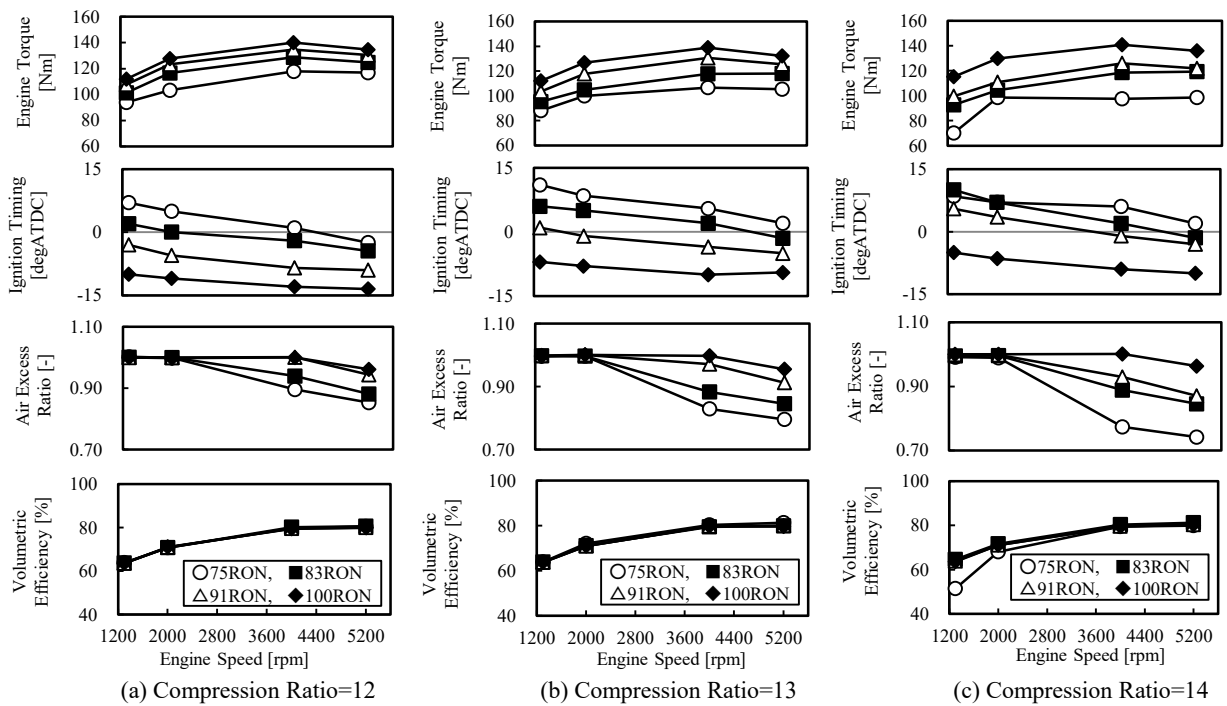 Engine Torque
[Nm]
160
140
120
100
80
60
Ignition Timing
[degATDC]
15
0
-15
Air Excess
Ratio [-]
1.10
0.90
0.70
Volumetric
Efficiency [%]
100
80
60
40
75RON, 83RON
91RON, 100RON
1200 2000 2800 3600 4400 5200
Engine Speed [rpm]
(a) Compression Ratio=12
Engine Torque
[Nm]
160
140
120
100
80
60
Ignition Timing
[degATDC]
15
0
-15
Air Excess
Ratio [-]
1.10
0.90
0.70
Volumetric
Efficiency [%]
100
80
60
40
75RON, 83RON
91RON, 100RON
1200 2000 2800 3600 4400 5200
Engine Speed [rpm]
(b) Compression Ratio=13
Engine Torque
[Nm]
160
140
120
100
80
60
Ignition Timing
[degATDC]
15
0
-15
Air Excess
Ratio [-]
1.10
0.90
0.70
Volumetric
Efficiency [%]
100
80
60
40
75RON, 83RON
91RON, 100RON
1200 2000 2800 3600 4400 5200
Engine Speed [rpm]
(c) Compression Ratio=14